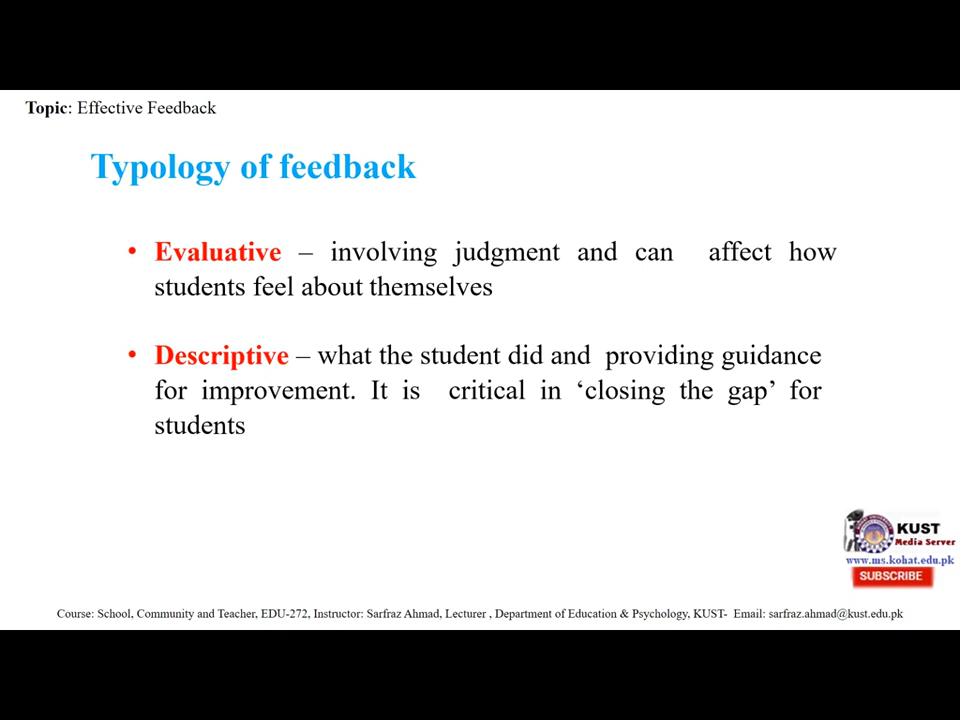 Topic: Effective Feedback
Typology of feedback
• Evaluative – involving judgment and can affect how
students feel about themselves
• Descriptive – what the student did and providing guidance
for improvement. It is critical in ‘closing the gap’ for
students
KUST
Media Server
www.ms.kohat.edu.pk
SUBSCRIBE
Course: School, Community and Teacher, EDU-272, Instructor: Sarfraz Ahmad, Lecturer , Department of Education & Psychology, KUST- Email: sarfraz.ahmad@kust.edu.pk